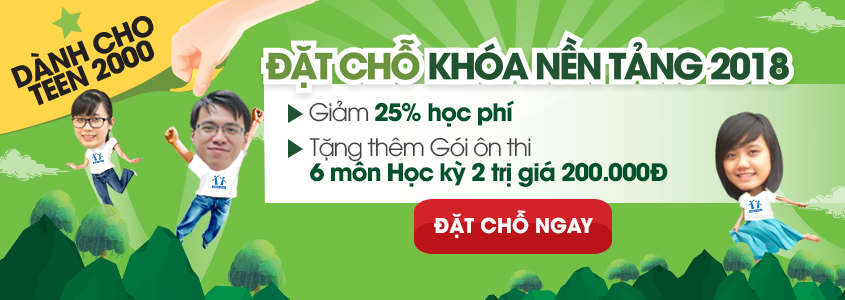 DÀNH CHO
TEEN 2000
ĐẶT CHỖ KHÓA NỀN TẢNG 2018
Giảm 25% học phí
Tặng thêm Gói ôn thi
6 môn Học kỳ 2 trị giá 200.000Đ
ĐẶT CHỖ NGAY